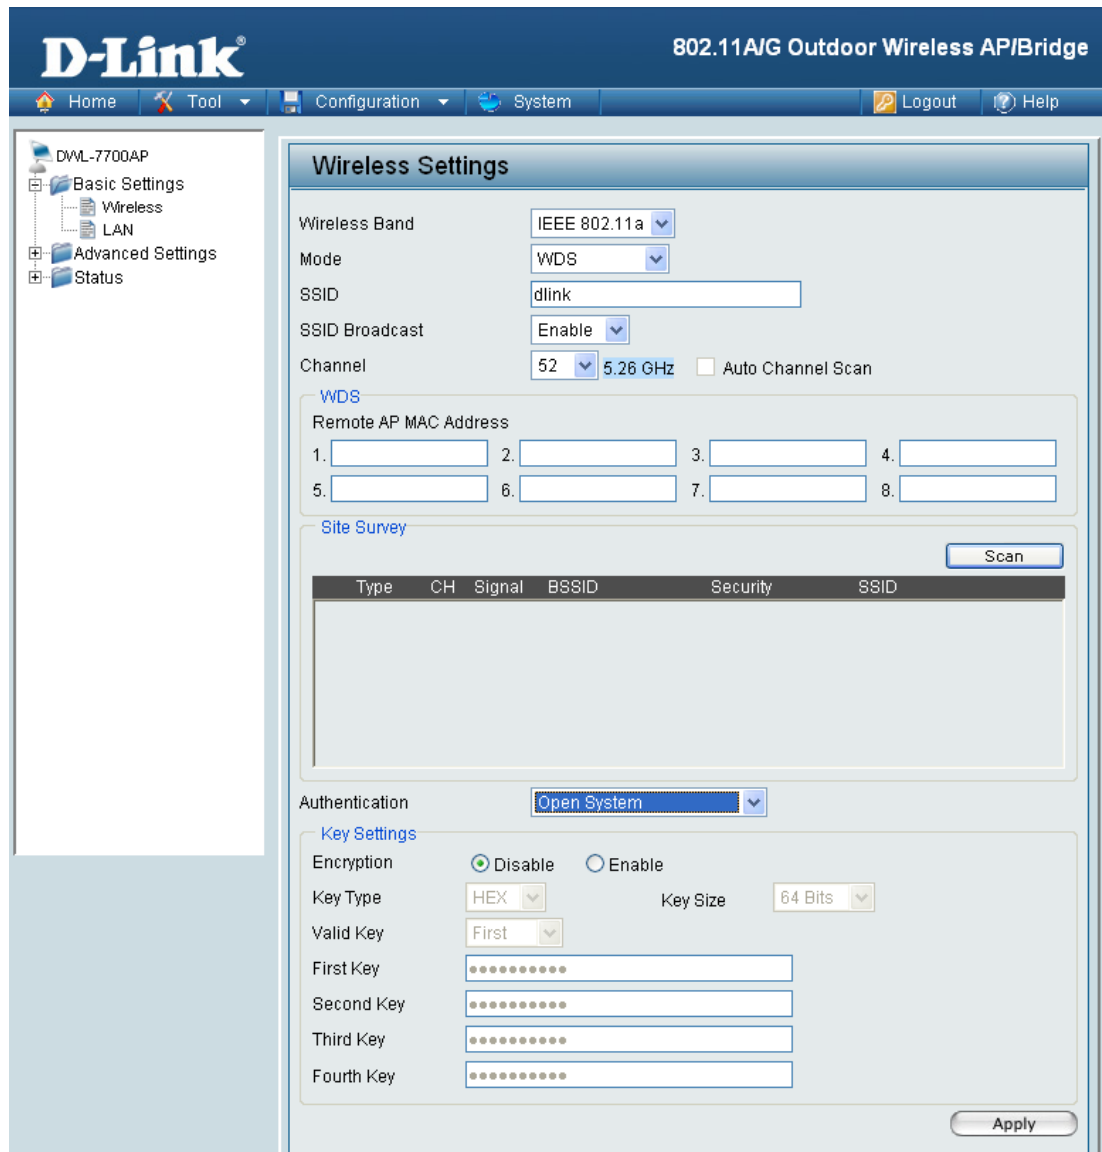 D-Link®
802.11A/G Outdoor Wireless AP/Bridge
Home Tool Configuration System Logout Help
DWL-7700AP
Basic Settings
Wireless
LAN
Advanced Settings
Status
Wireless Settings
Wireless Band IEEE 802.11a
Mode WDS
SSID dlink
SSID Broadcast Enable
Channel 52 5.26 GHz Auto Channel Scan
WDS
Remote AP MAC Address
1. 2. 3. 4.
5. 6. 7. 8.
Site Survey
Scan
Type CH Signal BSSID Security SSID
Authentication Open System
Key Settings
Encryption Disable Enable
Key Type HEX Key Size 64 Bits
Valid Key First
First Key ●●●●●●●●●●
Second Key ●●●●●●●●●●
Third Key ●●●●●●●●●●
Fourth Key ●●●●●●●●●●
Apply